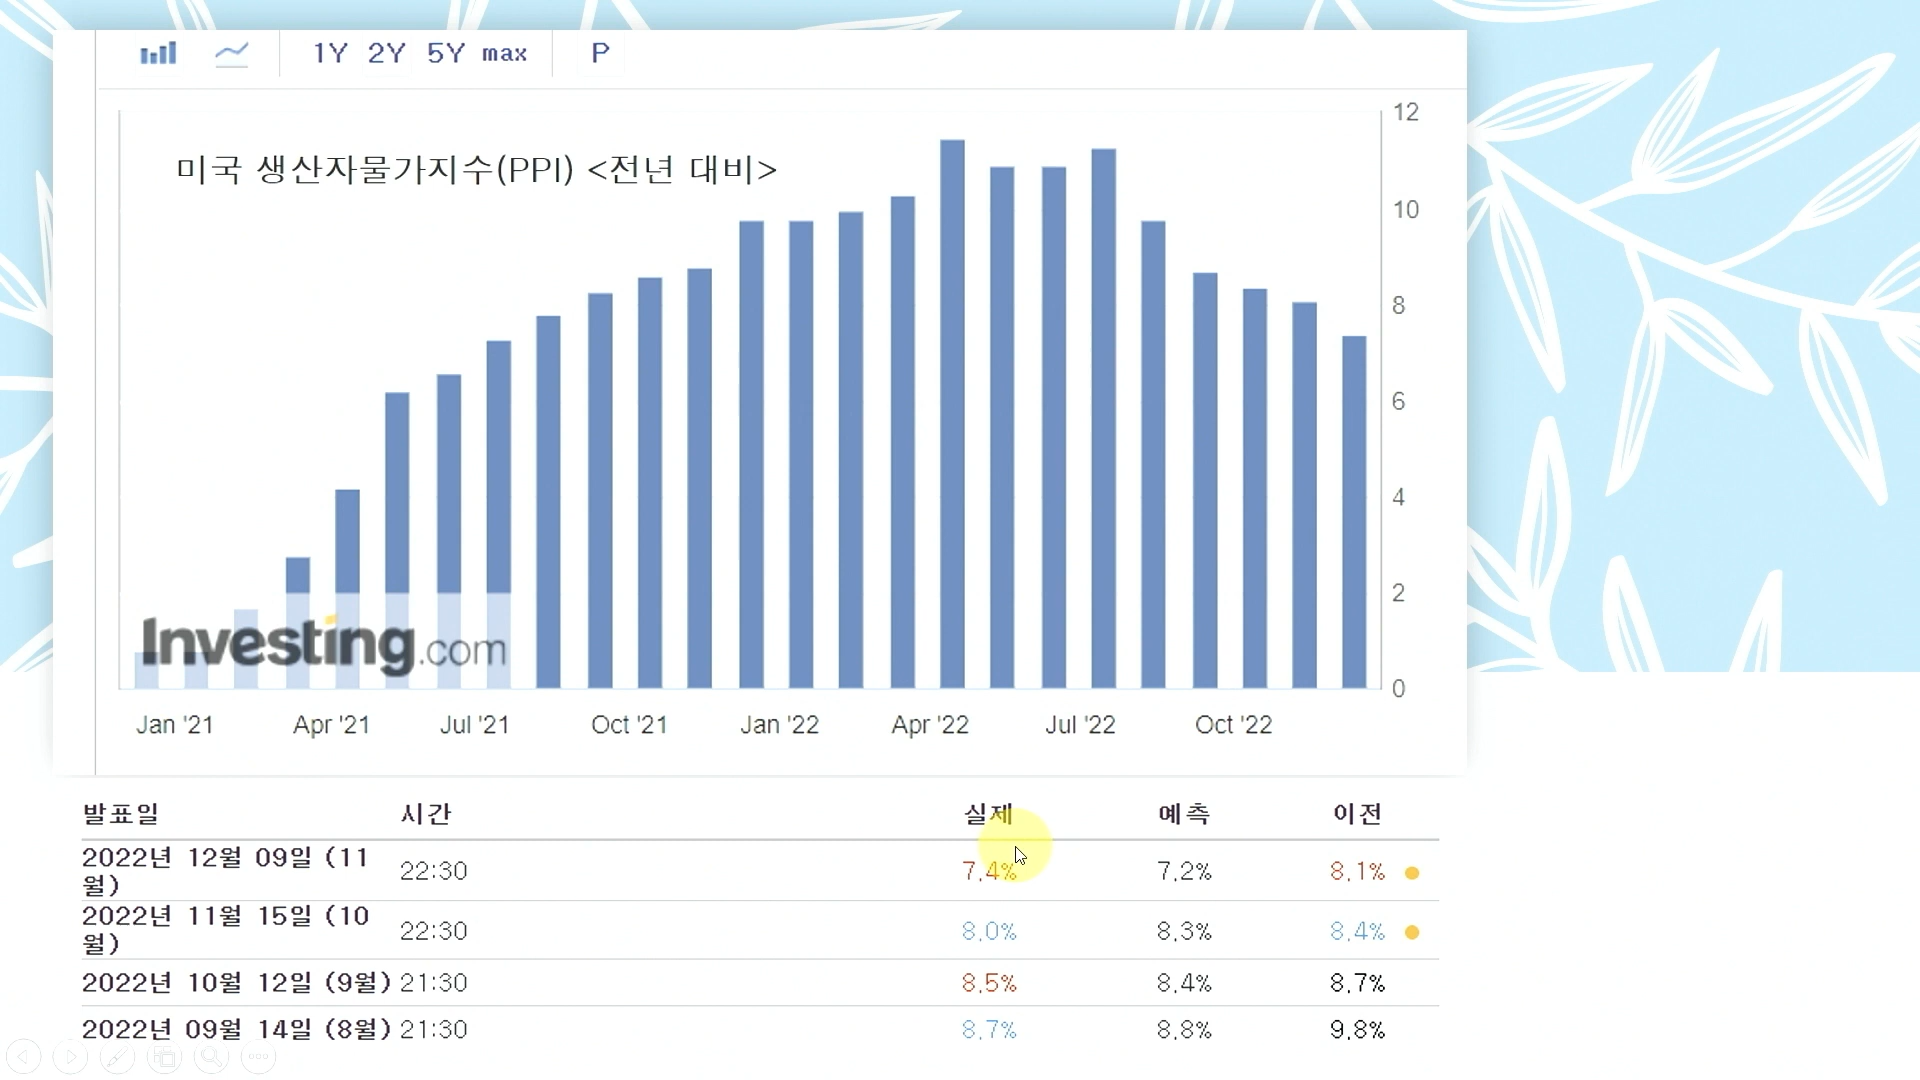 1Y 2Y 5Y max P
미국 생산자물가지수(PPI) <전년 대비>
12
10
8
6
4
2
0
Investing.com
Jan '21 Apr '21 Jul '21 Oct '21 Jan '22 Apr '22 Jul '22 Oct '22
발표일 시간 실제 예측 이전
2022년 12월 09일 (11
월) 22:30 7.4% 7.2% 8.1%
2022년 11월 15일 (10
월) 22:30 8.0% 8.3% 8.4%
2022년 10월 12일 (9월) 21:30 8.5% 8.4% 8.7%
2022년 09월 14일 (8월) 21:30 8.7% 8.8% 9.8%